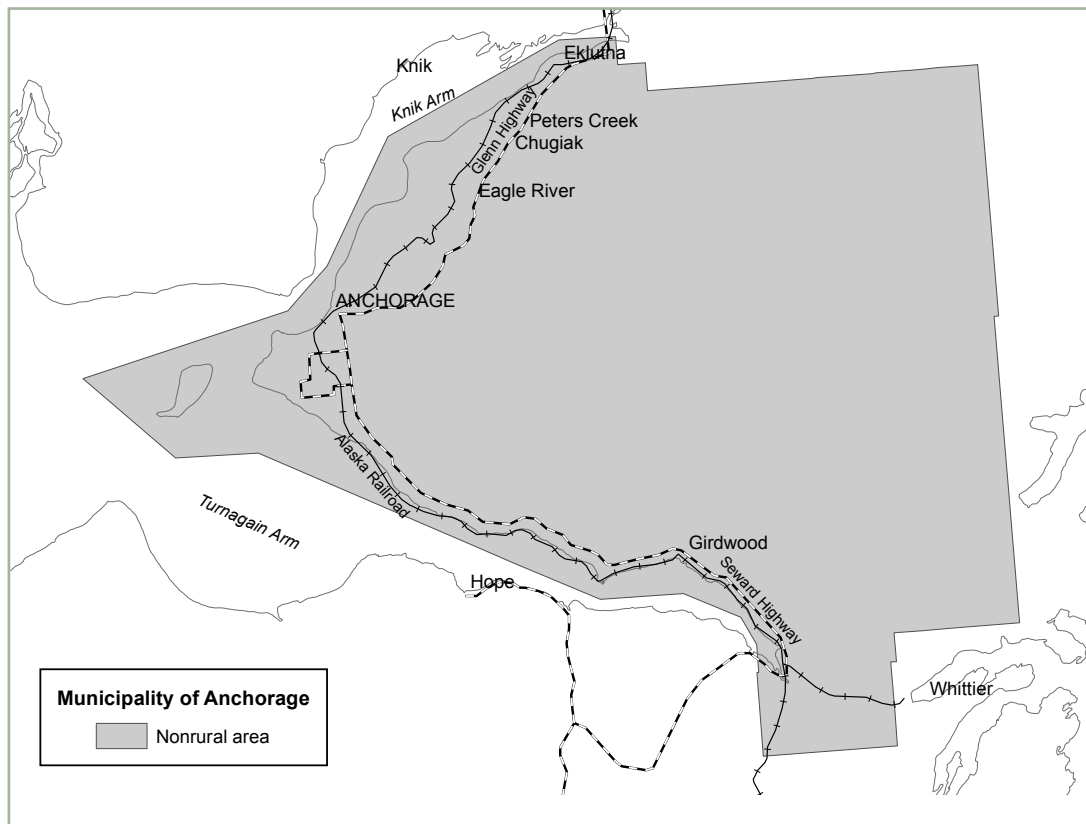 Eklutna
Knik
Knik Arm
Glenn Highway
Peters Creek
Chugiak
Eagle River
ANCHORAGE
Alaska Railroad
Turnagain Arm
Girdwood
Seward Highway
Hope
Whittier
Municipality of Anchorage
Nonrural area